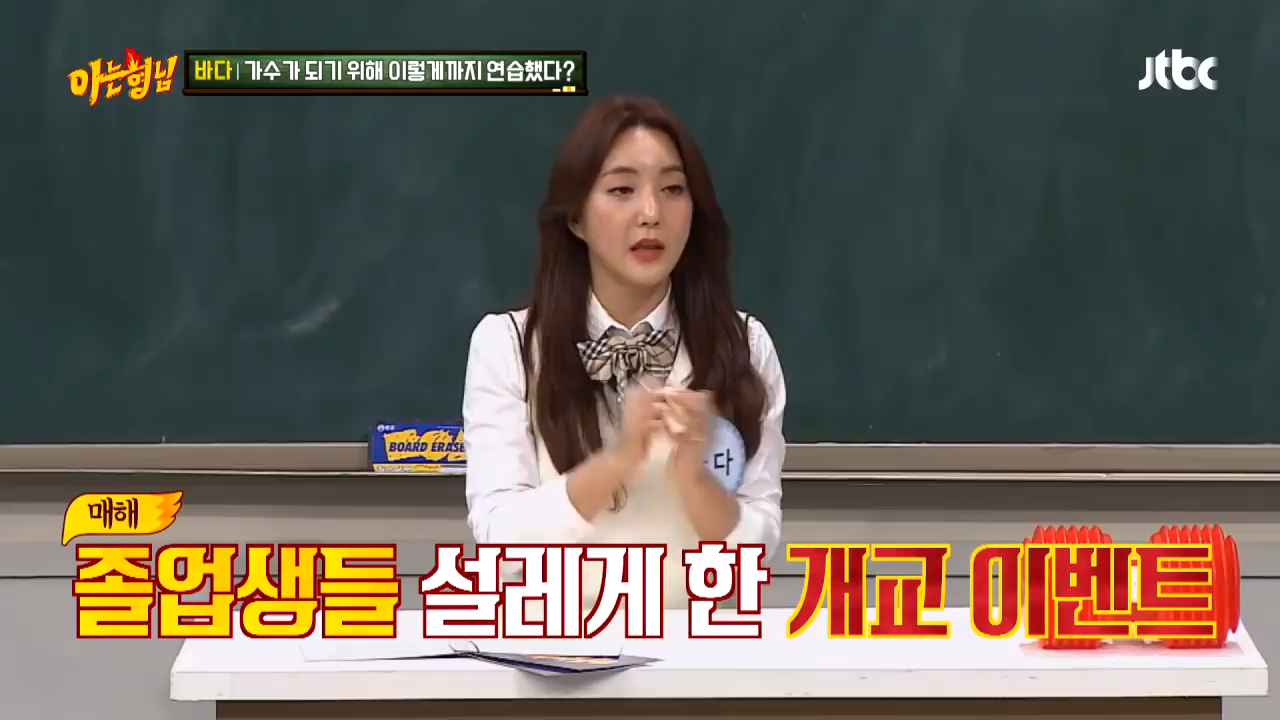 아는형님
바다 | 가수가 되기 위해 이렇게까지 연습했다?
jtbc
BOARD ERASE
다
매해
졸업생들 설레게 한 개교 이벤트